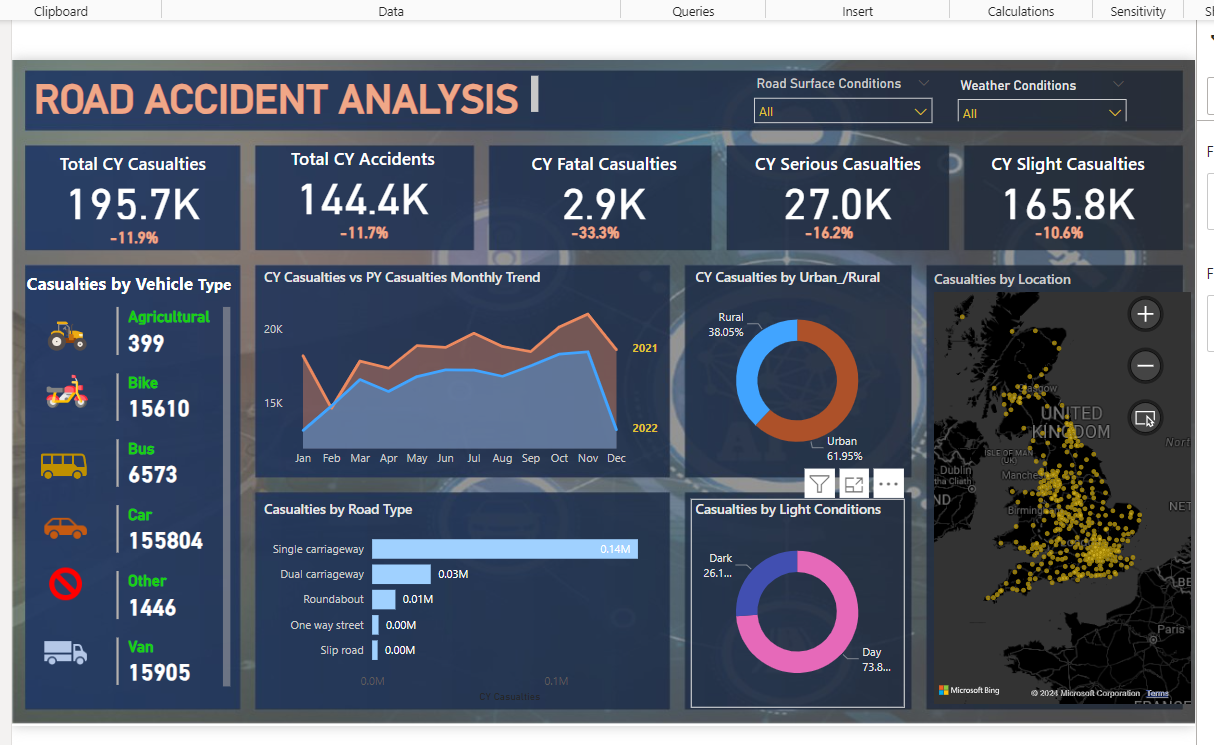 Clipboard
Data
Queries
Insert
Calculations
Sensitivity
ROAD ACCIDENT ANALYSIS
Road Surface Conditions
All
Weather Conditions
All
Total CY Casualties
195.7K
-11.9%
Total CY Accidents
144.4K
-11.7%
CY Fatal Casualties
2.9K
-33.3%
CY Serious Casualties
27.0K
-16.2%
CY Slight Casualties
165.8K
-10.6%
Casualties by Vehicle Type
Agricultural
399
Bike
15610
Bus
6573
Car
155804
Other
1446
Van
15905
CY Casualties vs PY Casualties Monthly Trend
20K
15K
2021
2022
Jan Feb Mar Apr May Jun Jul Aug Sep Oct Nov Dec
Casualties by Road Type
Single carriageway 0.14M
Dual carriageway 0.03M
Roundabout 0.01M
One way street 0.00M
Slip road 0.00M
0.0M 0.1M
CY Casualties
CY Casualties by Urban_/Rural
Rural
38.05%
Urban
61.95%
Casualties by Light Conditions
Dark
26.1...
Day
73.8...
Casualties by Location
Glasgow
UNITED
KINGDOM
ISLE OF MAN
(UK)
Dublin
Manche
Birming
Nort
NET
BE
Paris
Microsoft Bing
© 2024 Microsoft Corporation Terms
FRANCE